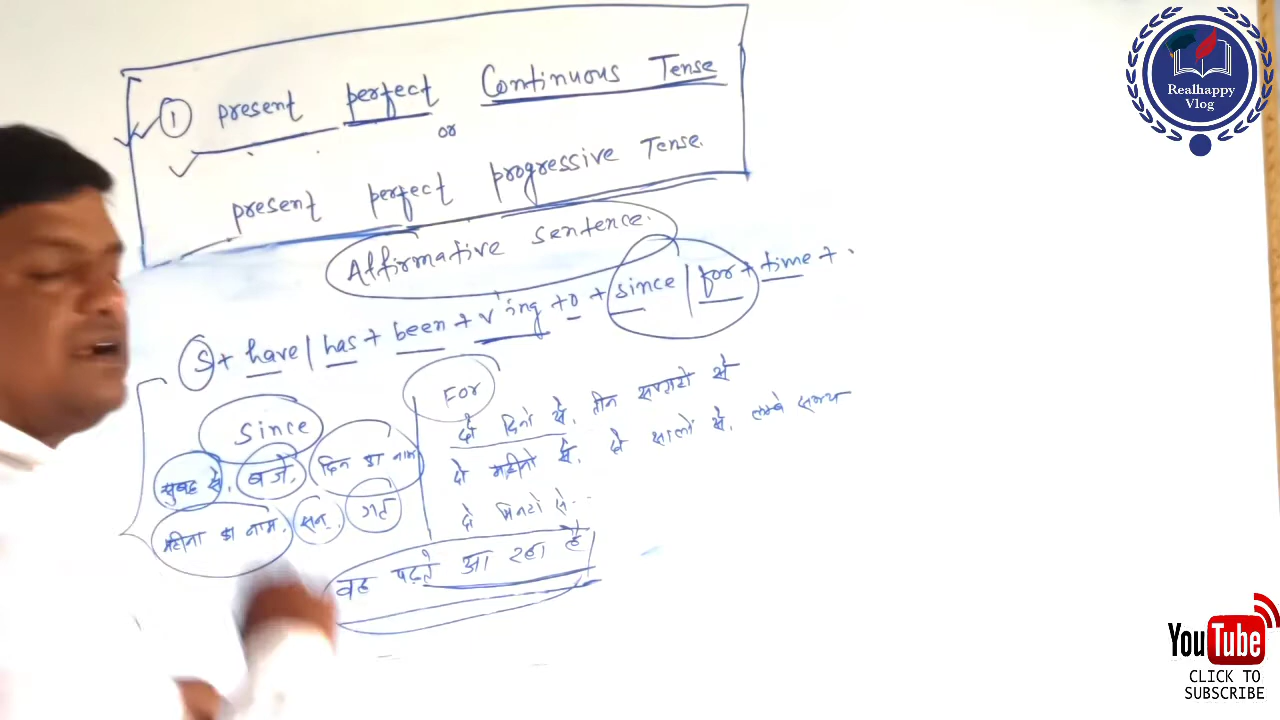 ① present perfect Continuous Tense
or
present perfect progressive Tense.
Affirmative sentence.
S + have | has + been + v'ing + o + since | for + time + .
Since
सुबह से, बजे, दिन का नाम
महीना का नाम, सन्, गत
For
दो दिनों से, तीन सप्ताहों से
दो महीनों से, दो सालों से, लम्बे समय
दो मिनटों से...
वह पढ़ते आ रहा है
Realhappy
Vlog
YouTube
CLICK TO
SUBSCRIBE